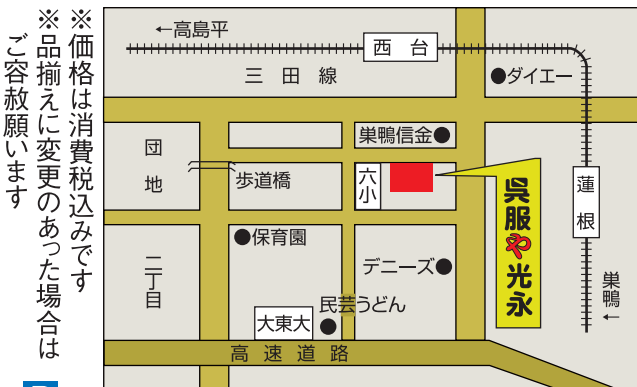 ※価格は消費税込みです
※品揃えに変更のあった場合は
ご容赦願います
←高島平
西台
三田線
●ダイエー
団地
巣鴨信金●
歩道橋
六小
蓮根
呉服や光永
●保育園
デニーズ●
二丁目
民芸うどん
大東大
巣鴨←
高速道路